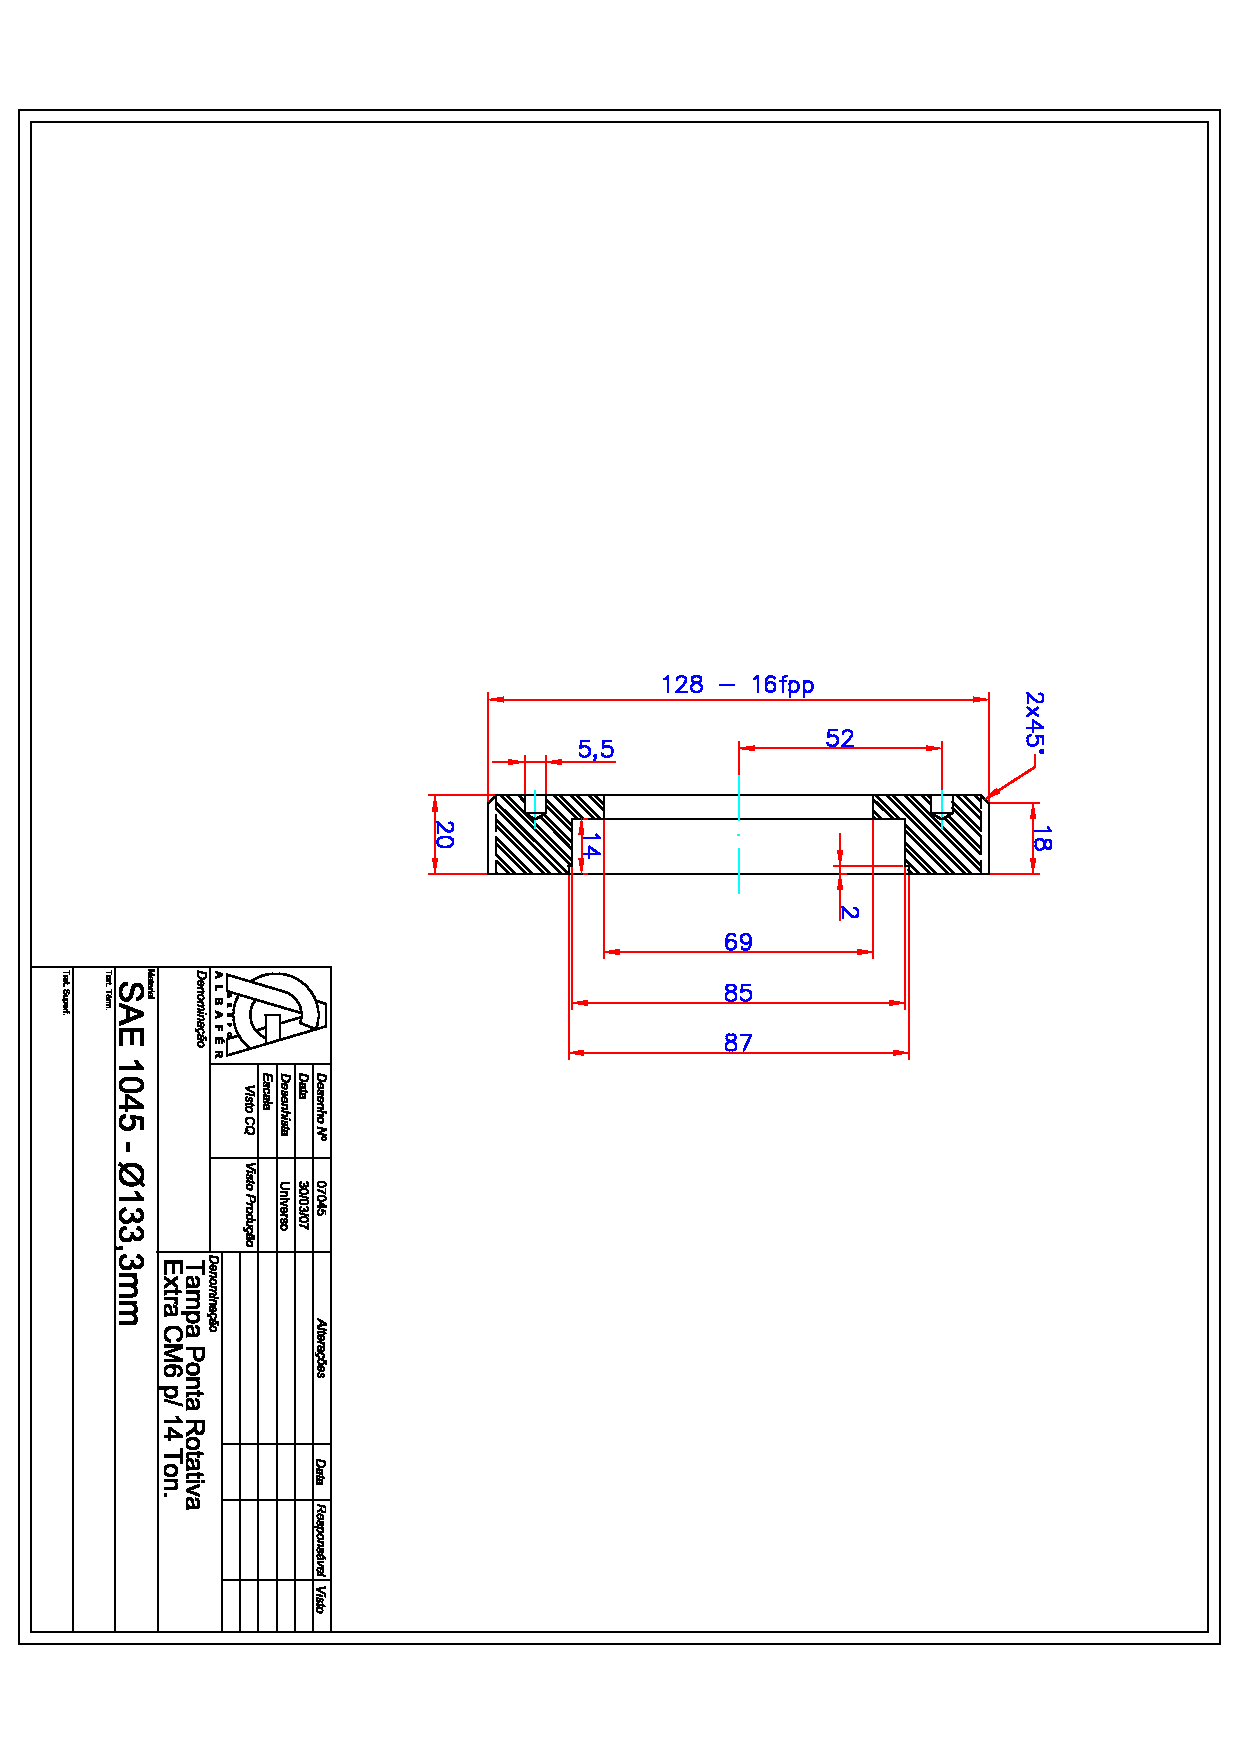 128 - 16fpp
2x45°
52
5,5
20
14
18
2
69
85
87
ALBAFÉR
Desenho Nº 07045
Data 30/03/07
Desenhista Universo
Escala
Visto CQ
Visto Produção
Alterações
Data
Responsável
Visto
Denominação
Denominação
Tampa Ponta Rotativa
Extra CM6 p/ 14 Ton.
Material
SAE 1045 - Ø133,3mm
Trat. Térm.
Trat. Superf.